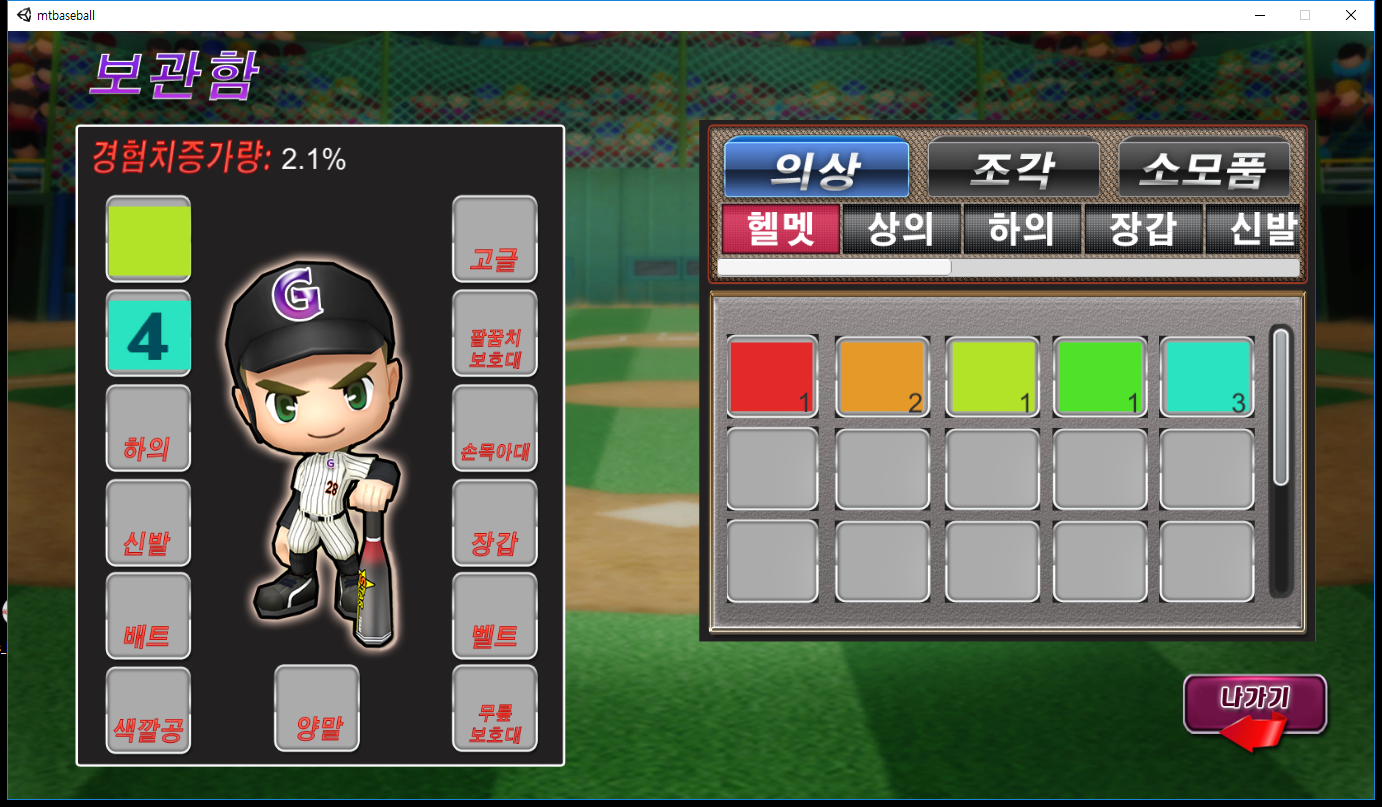 mtbaseball
보관함
경험치증가량: 2.1%
4
하의
신발
배트
색깔공
G
G
28
Star
양말
고글
팔꿈치
보호대
손목아대
장갑
벨트
무릎
보호대
의상 조각 소모품
헬멧 상의 하의 장갑 신발
1 2 1 1 3
나가기